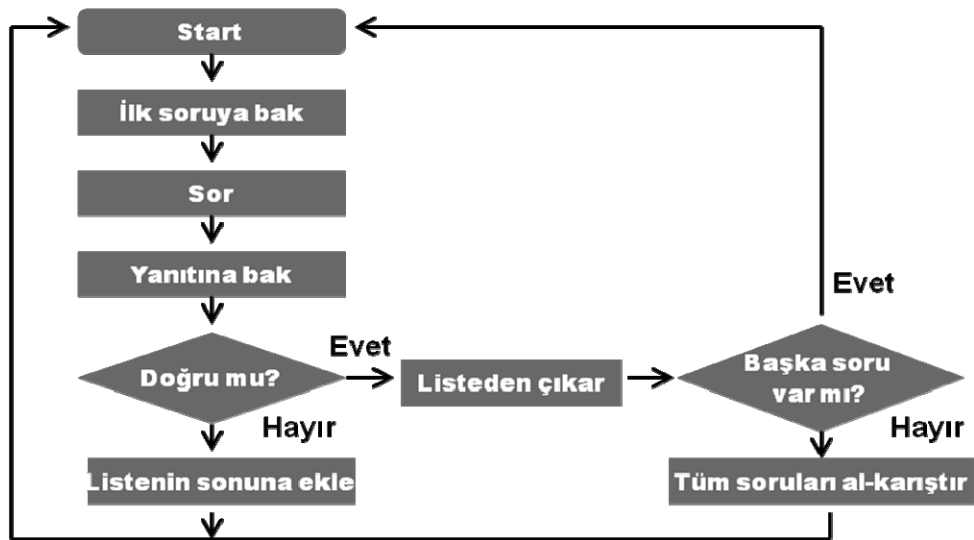 Start
İlk soruya bak
Sor
Yanıtına bak
Doğru mu?
Evet
Hayır
Listeden çıkar
Başka soru
var mı?
Evet
Hayır
Listenin sonuna ekle
Tüm soruları al-karıştır